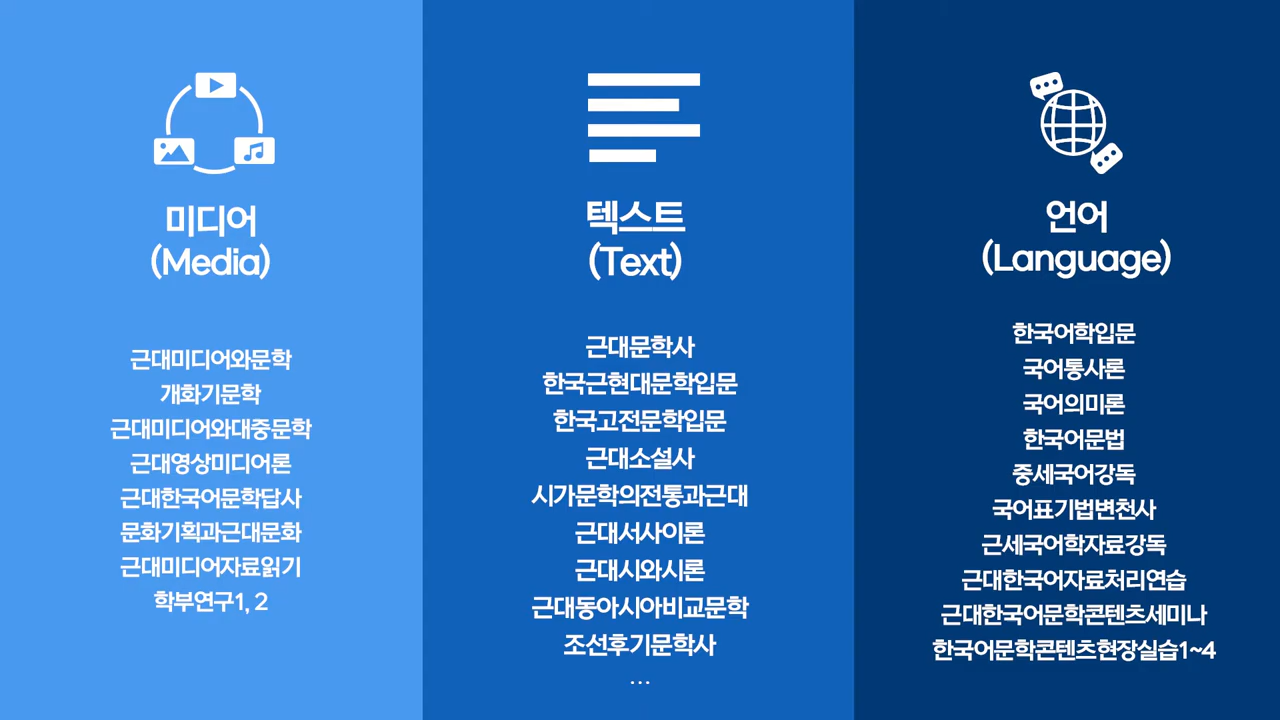 미디어
(Media)
근대미디어와문학
개화기문학
근대미디어와대중문학
근대영상미디어론
근대한국어문학답사
문화기획과근대문화
근대미디어자료읽기
학부연구1, 2
텍스트
(Text)
근대문학사
한국근현대문학입문
한국고전문학입문
근대소설사
시가문학의전통과근대
근대서사이론
근대시와시론
근대동아시아비교문학
조선후기문학사
...
언어
(Language)
한국어학입문
국어통사론
국어의미론
한국어문법
중세국어강독
국어표기법변천사
근세국어학자료강독
근대한국어자료처리연습
근대한국어문학콘텐츠세미나
한국어문학콘텐츠현장실습1~4